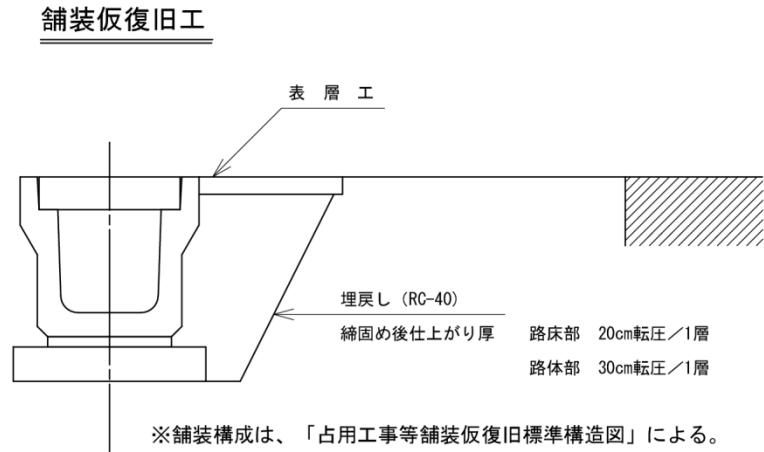 舗装仮復旧工
表 層 工
埋戻し（RC-40）
締固め後仕上がり厚　路床部　20cm転圧／1層
路体部　30cm転圧／1層
※舗装構成は、「占用工事等舗装仮復旧標準構造図」による。